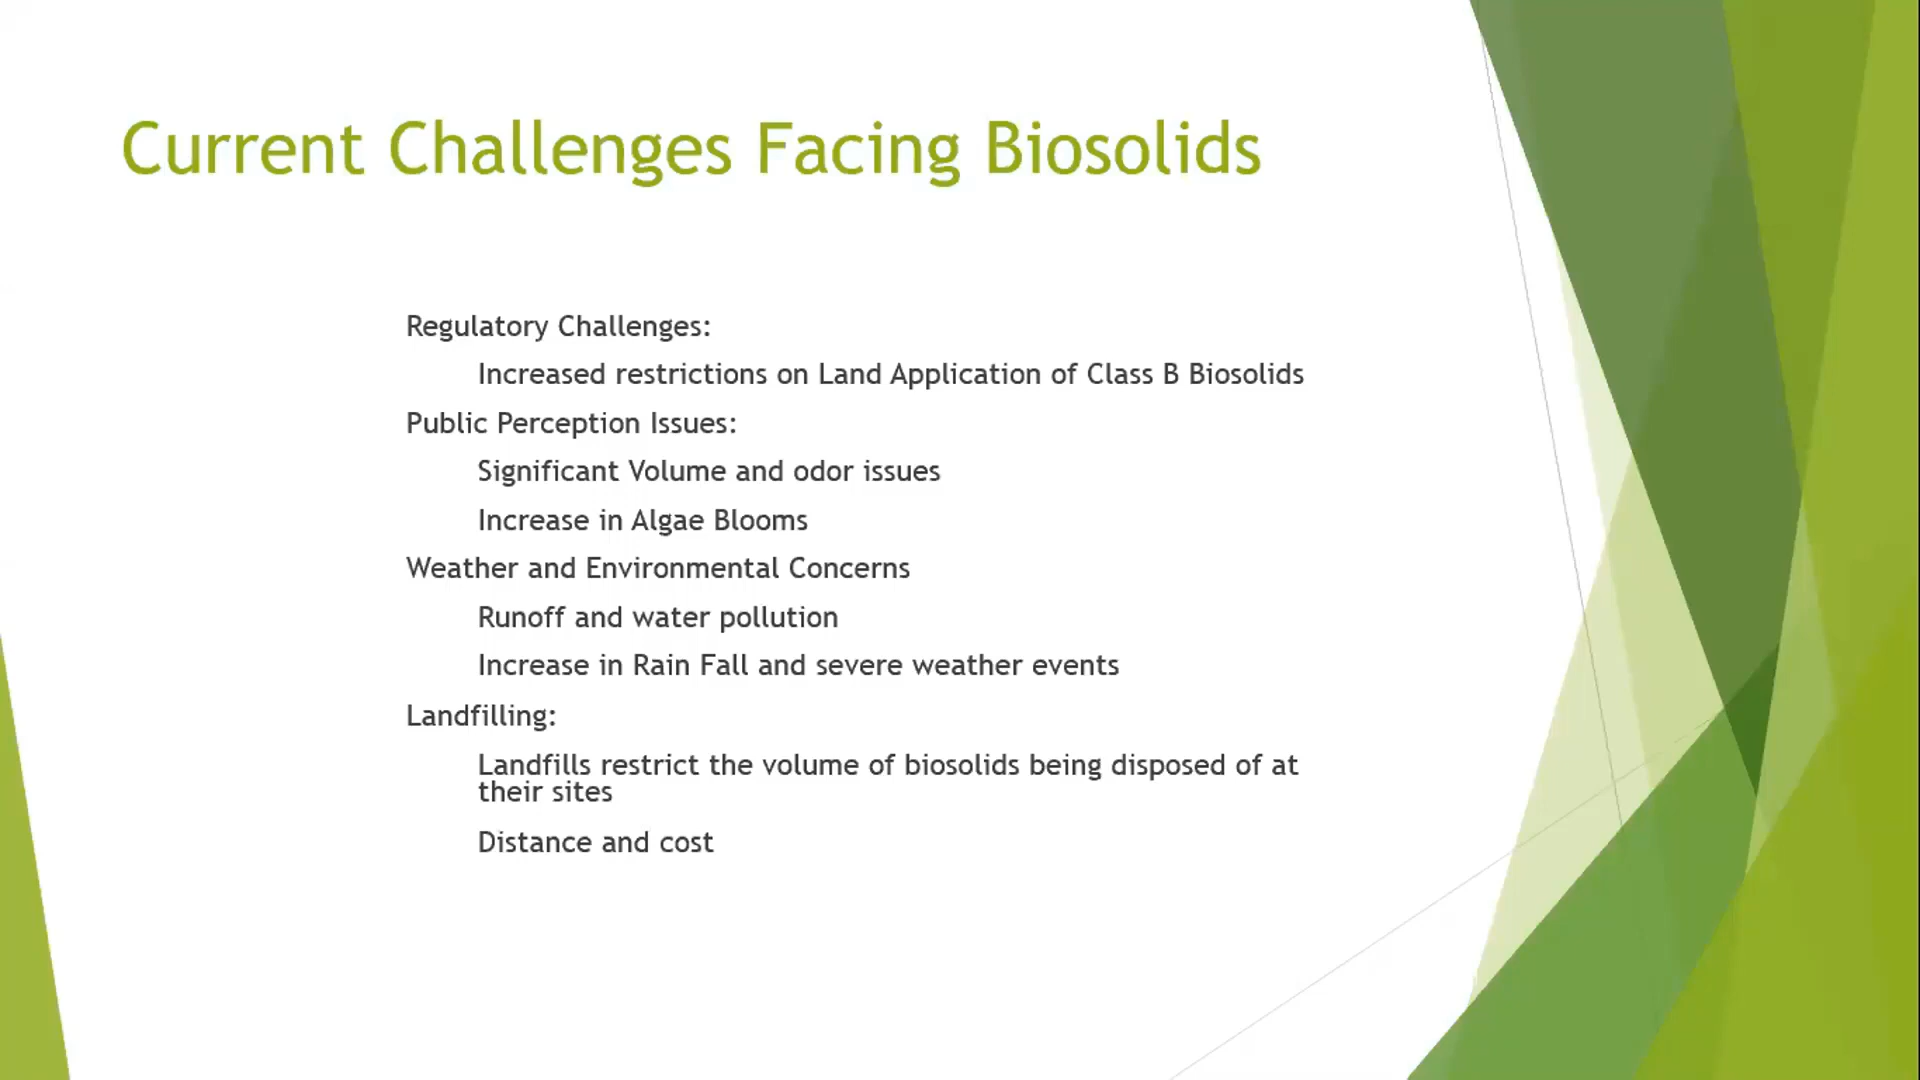 Current Challenges Facing Biosolids
Regulatory Challenges:
Increased restrictions on Land Application of Class B Biosolids
Public Perception Issues:
Significant Volume and odor issues
Increase in Algae Blooms
Weather and Environmental Concerns
Runoff and water pollution
Increase in Rain Fall and severe weather events
Landfilling:
Landfills restrict the volume of biosolids being disposed of at
their sites
Distance and cost